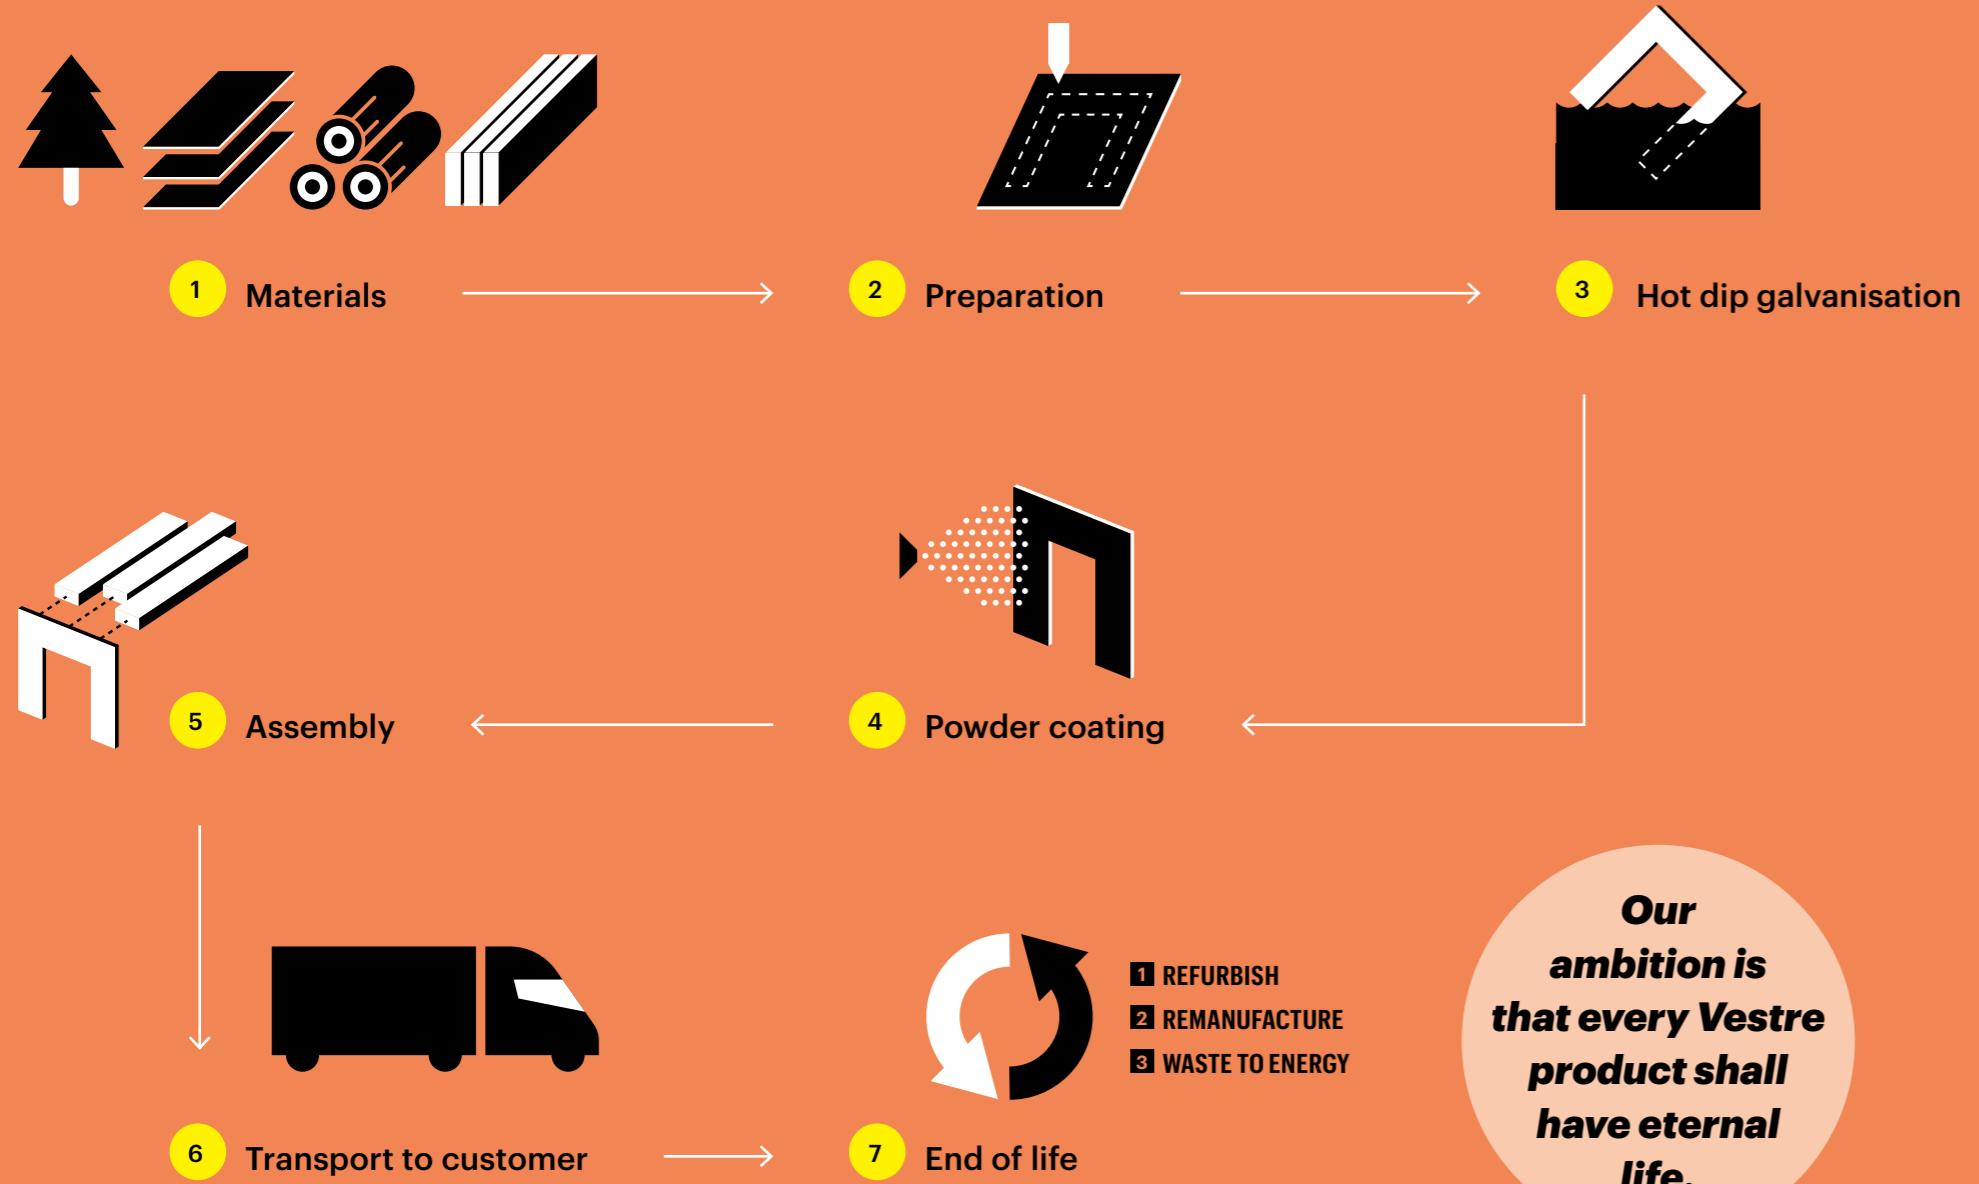 1 Materials
2 Preparation
3 Hot dip galvanisation
4 Powder coating
5 Assembly
6 Transport to customer
7 End of life
1 REFURBISH
2 REMANUFACTURE
3 WASTE TO ENERGY
Our
ambition is
that every Vestre
product shall
have eternal
life.